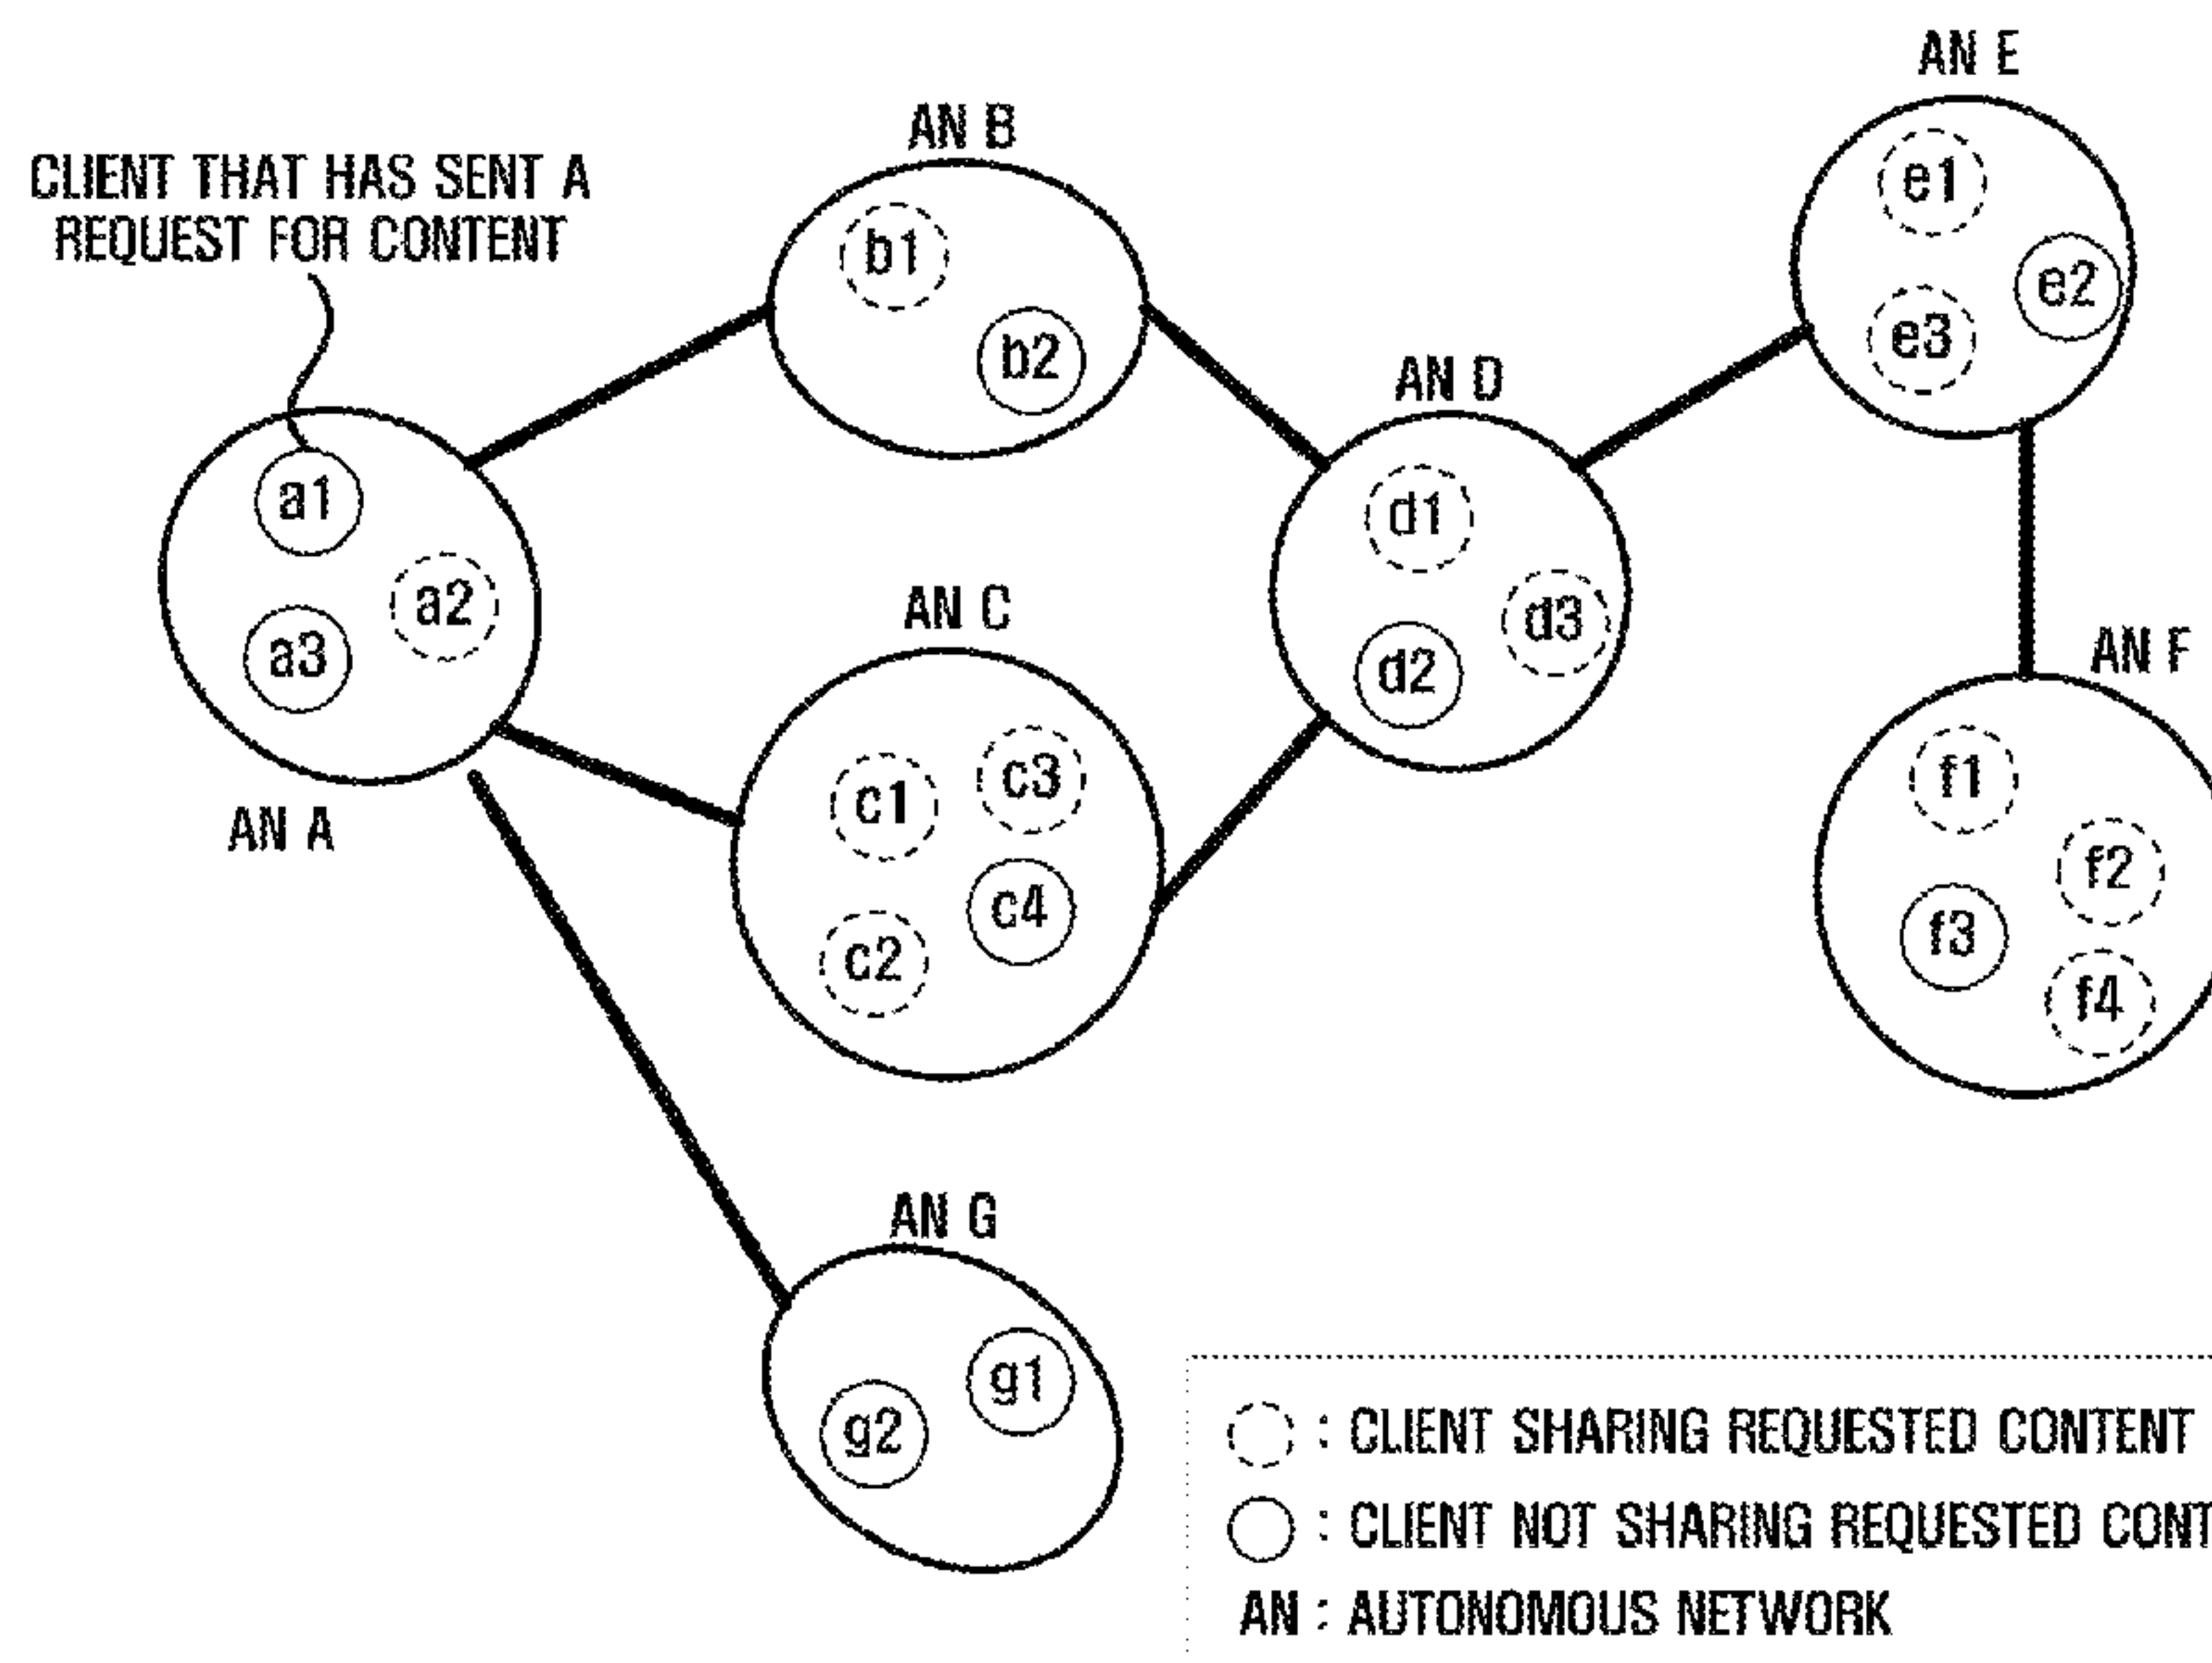 AN E
AN B
CLIENT THAT HAS SENT A
REQUEST FOR CONTENT
e1
b1
e2
e3
b2
AN D
a1
d1
a2
AN C
d3
a3
d2
AN F
c1
c3
f1
AN A
f2
c4
f3
c2
f4
AN G
g1
g2
: CLIENT SHARING REQUESTED CONTENT
: CLIENT NOT SHARING REQUESTED CONT
AN : AUTONOMOUS NETWORK